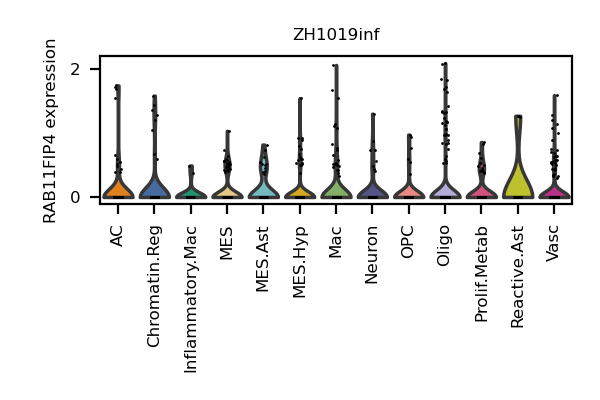 ZH1019inf
RAB11FIP4 expression
2
0
AC
Chromatin.Reg
Inflammatory.Mac
MES
MES.Ast
MES.Hyp
Mac
Neuron
OPC
Oligo
Prolif.Metab
Reactive.Ast
Vasc